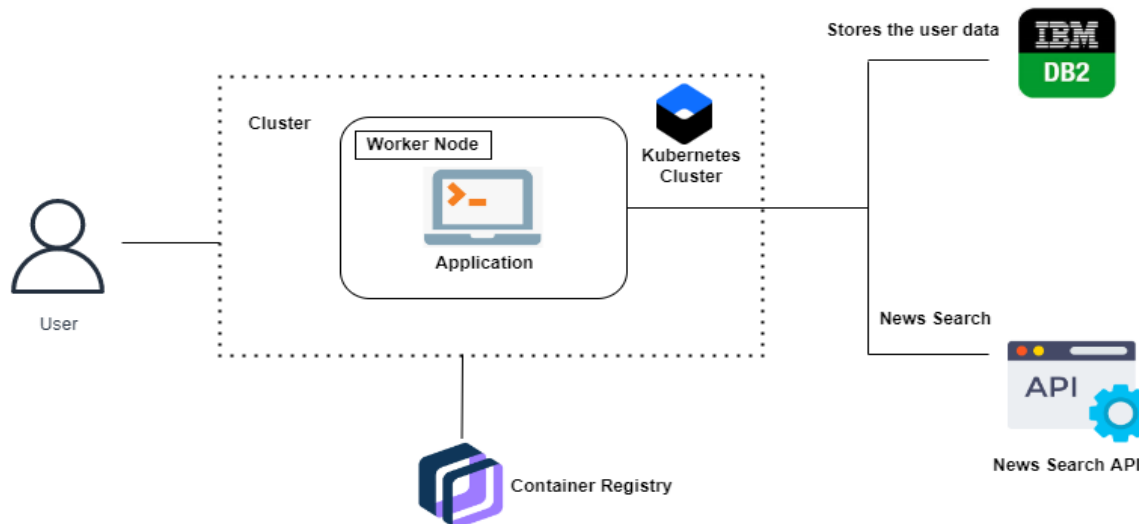 Stores the user data
IBM
DB2
Cluster
Worker Node
Kubernetes
Cluster
Application
User
News Search
API
News Search API
Container Registry